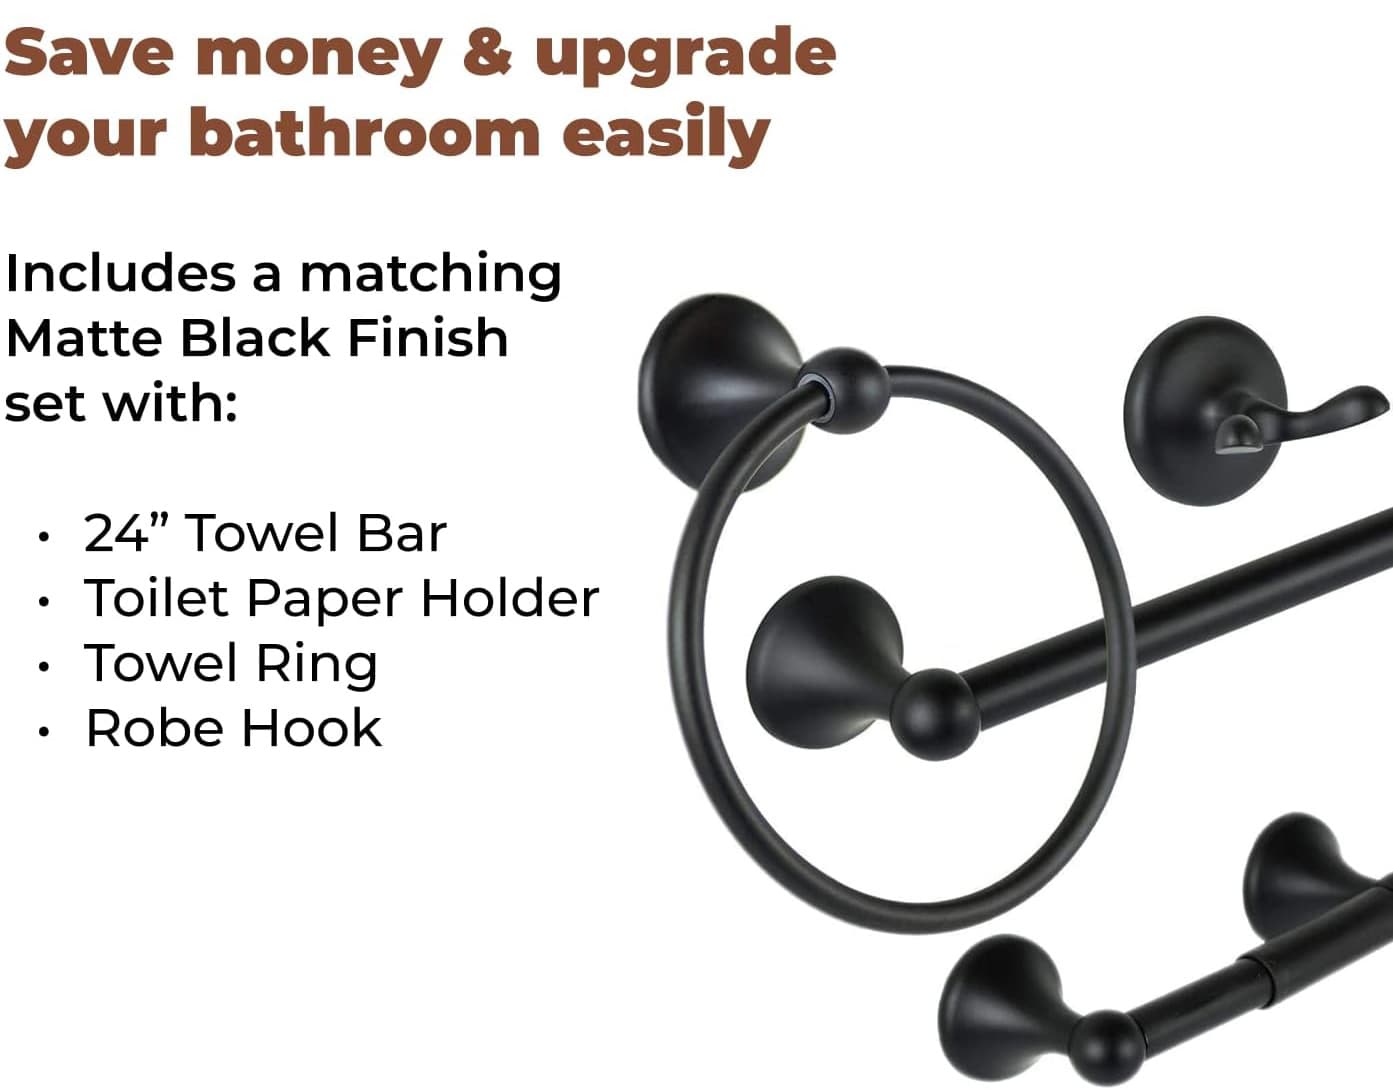 Save money & upgrade
your bathroom easily
Includes a matching
Matte Black Finish
set with:
• 24” Towel Bar
• Toilet Paper Holder
• Towel Ring
• Robe Hook